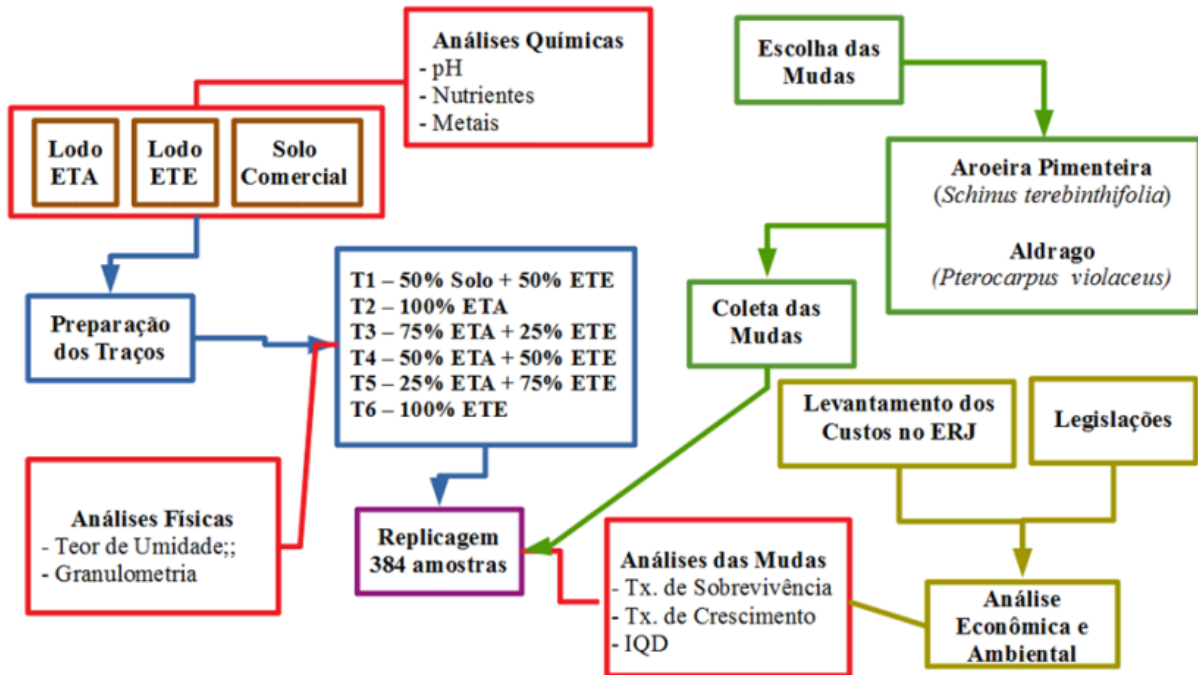 Análises Químicas
- pH
- Nutrientes
- Metais
Escolha das
Mudas
Lodo
ETA
Lodo
ETE
Solo
Comercial
Aroeira Pimenteira
(Schinus terebinthifolia)
Aldrago
(Pterocarpus violaceus)
Preparação
dos Traços
T1 – 50% Solo + 50% ETE
T2 – 100% ETA
T3 – 75% ETA + 25% ETE
T4 – 50% ETA + 50% ETE
T5 – 25% ETA + 75% ETE
T6 – 100% ETE
Coleta das
Mudas
Levantamento dos
Custos no ERJ
Legislações
Análises Físicas
- Teor de Umidade;;
- Granulometria
Replicagem
384 amostras
Análises das Mudas
- Tx. de Sobrevivência
- Tx. de Crescimento
- IQD
Análise
Econômica e
Ambiental